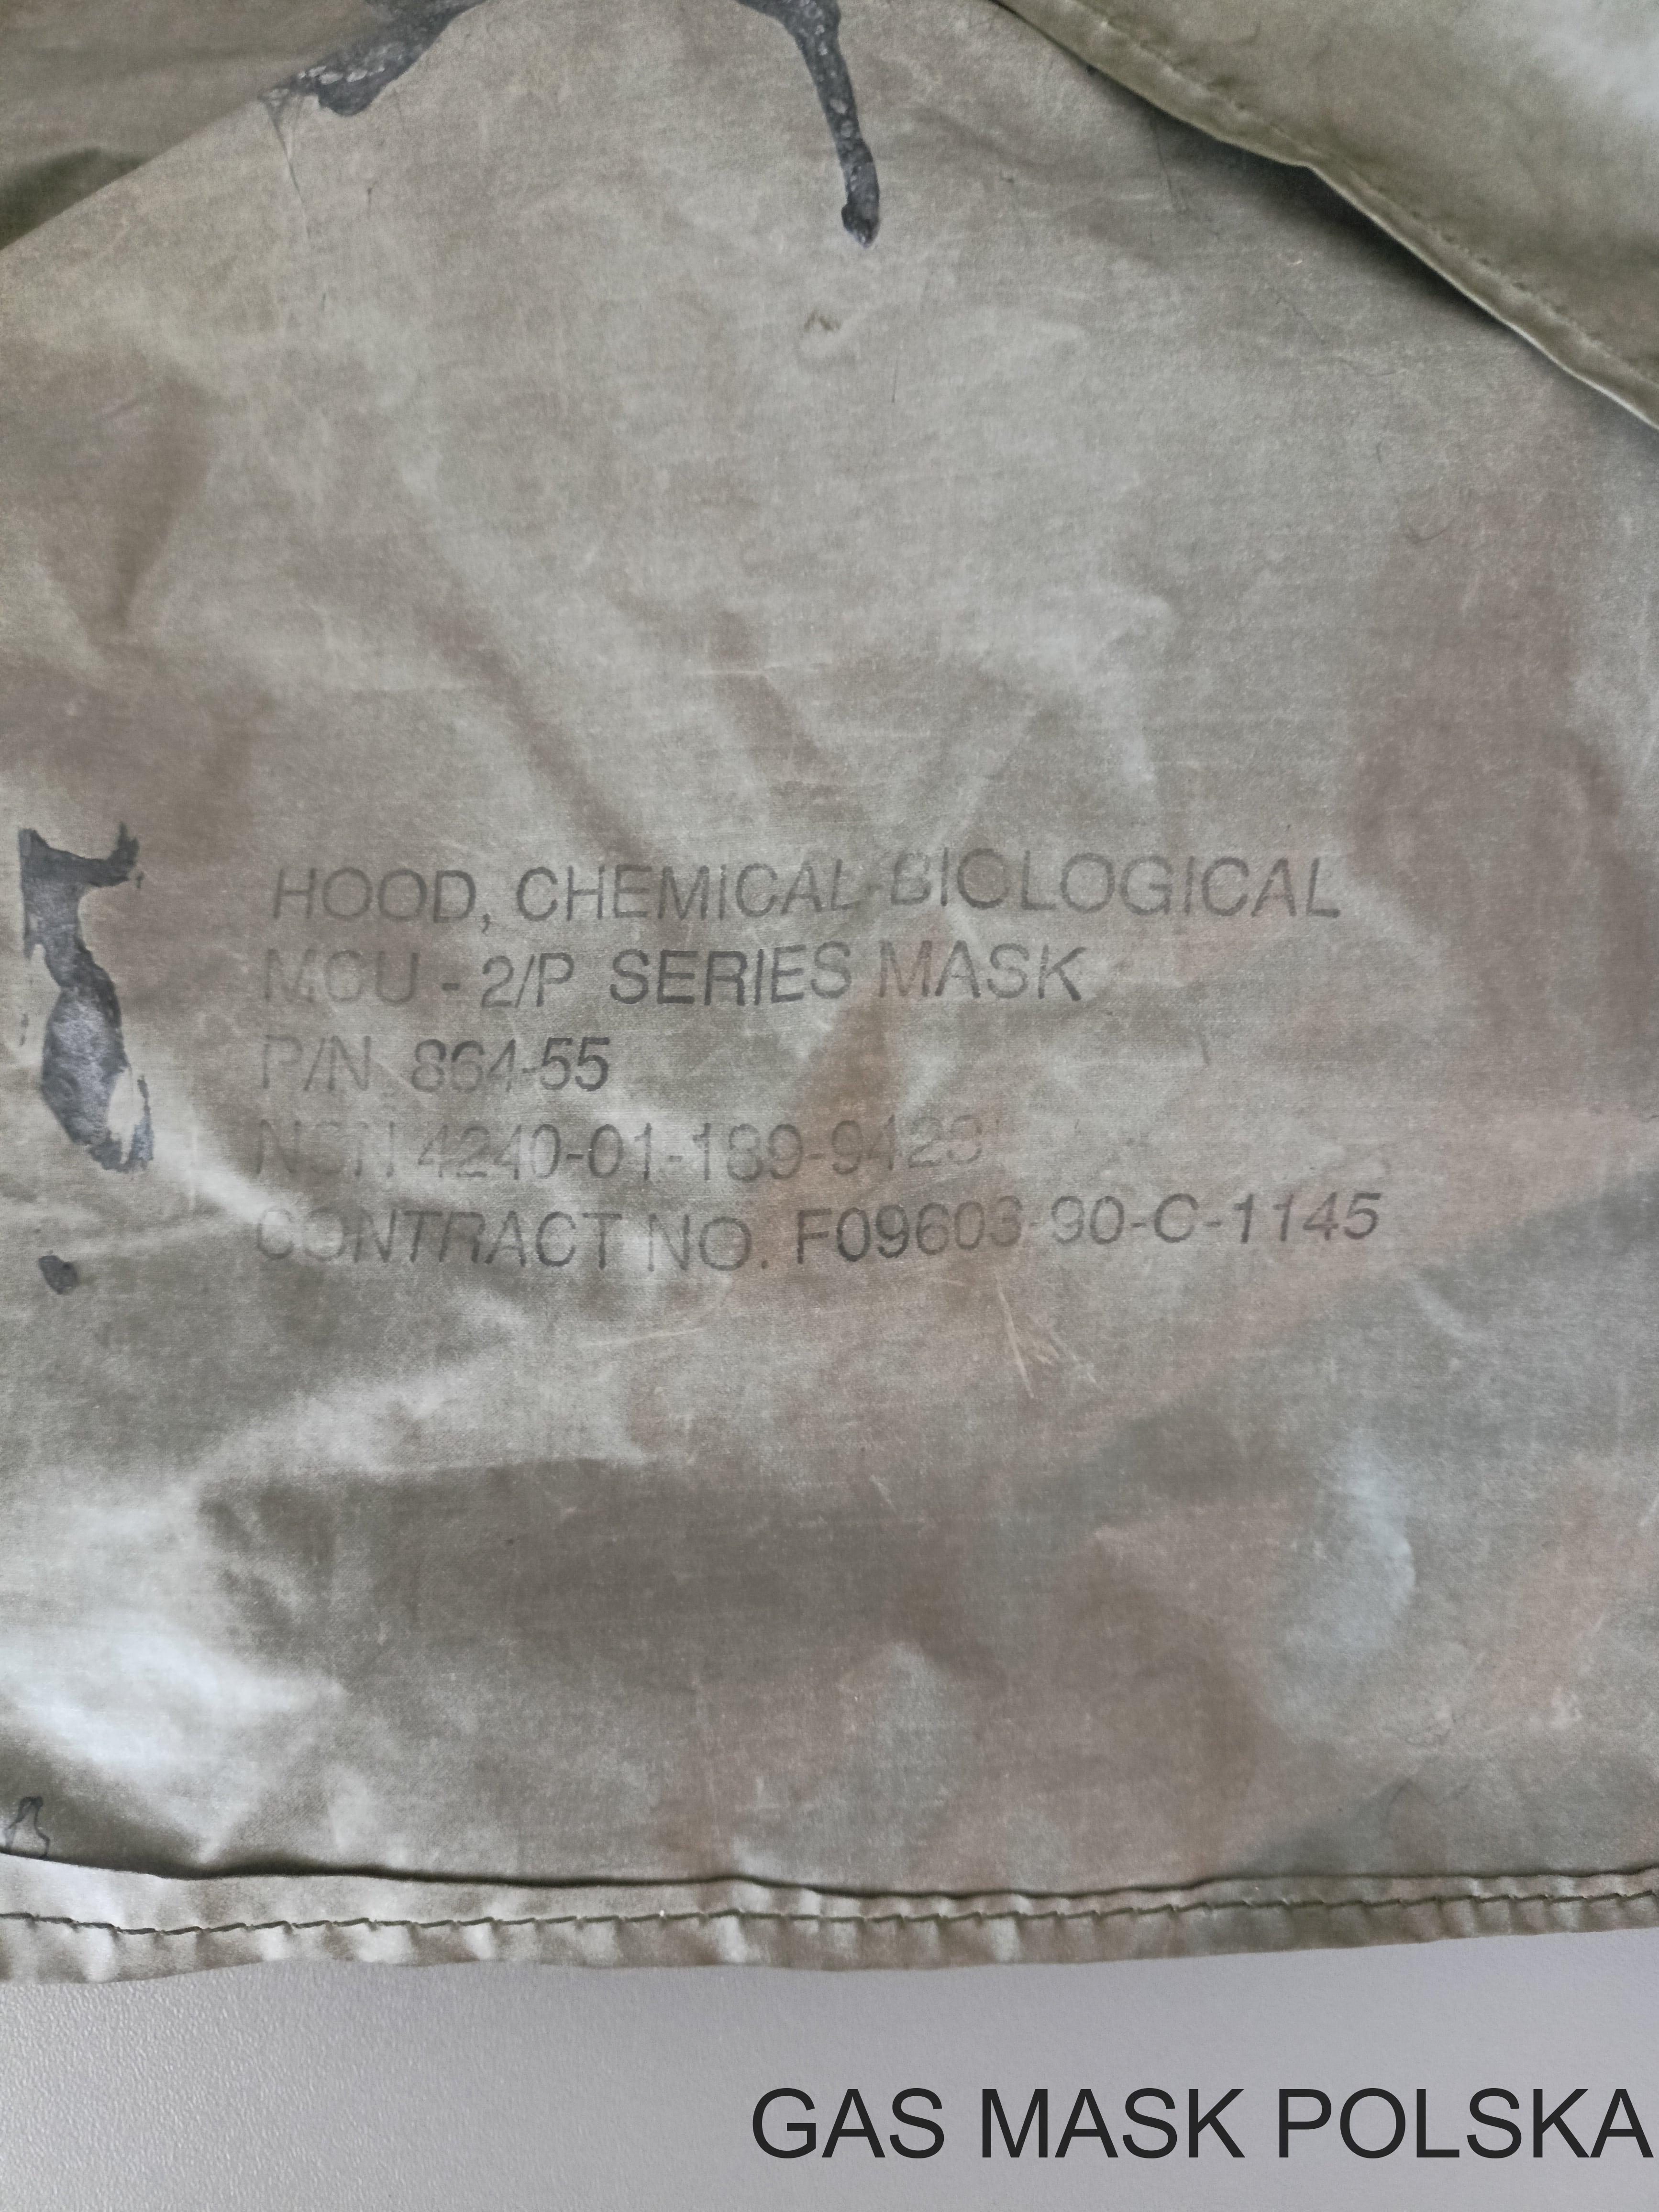 HOOD, CHEMICAL-BIOLOGICAL
MCU - 2/P SERIES MASK
P/N 864-55
NSN 4240-01-189-9423
CONTRACT NO. F09603-90-C-1145
GAS MASK POLSKA